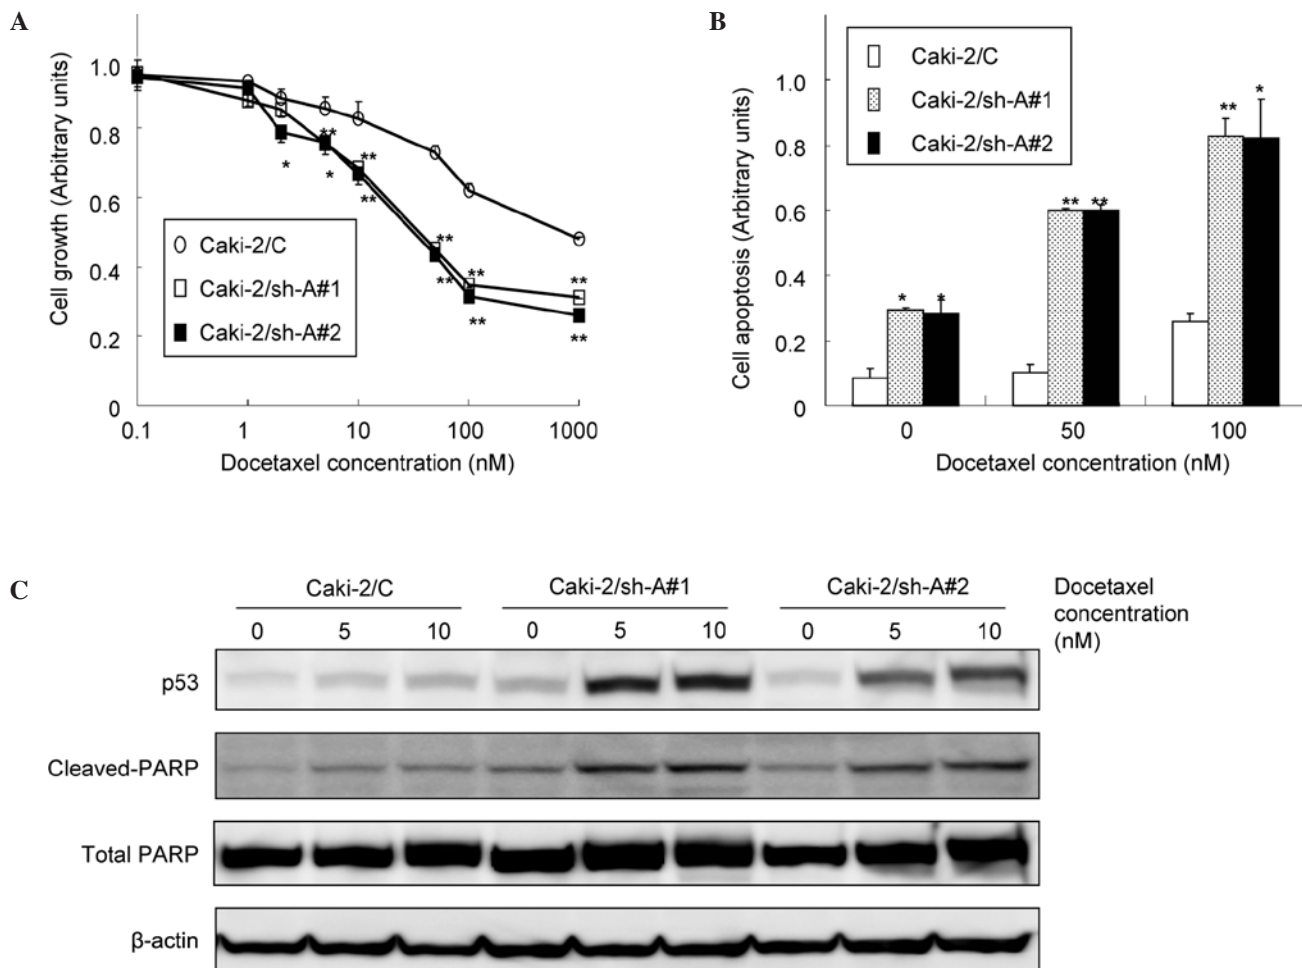 A
Cell growth (Arbitrary units)
1.0
0.8
0.6
0.4
0.2
0
**
*
*
**
**
**
**
**
**
**
**
Caki-2/C
Caki-2/sh-A#1
Caki-2/sh-A#2
0.1 1 10 100 1000
Docetaxel concentration (nM)
B
Cell apoptosis (Arbitrary units)
1.0
0.8
0.6
0.4
0.2
0
Caki-2/C
Caki-2/sh-A#1
Caki-2/sh-A#2
* *
** **
** *
0 50 100
Docetaxel concentration (nM)
C
Caki-2/C Caki-2/sh-A#1 Caki-2/sh-A#2
Docetaxel
concentration
(nM)
0 5 10 0 5 10 0 5 10
p53
Cleaved-PARP
Total PARP
β-actin